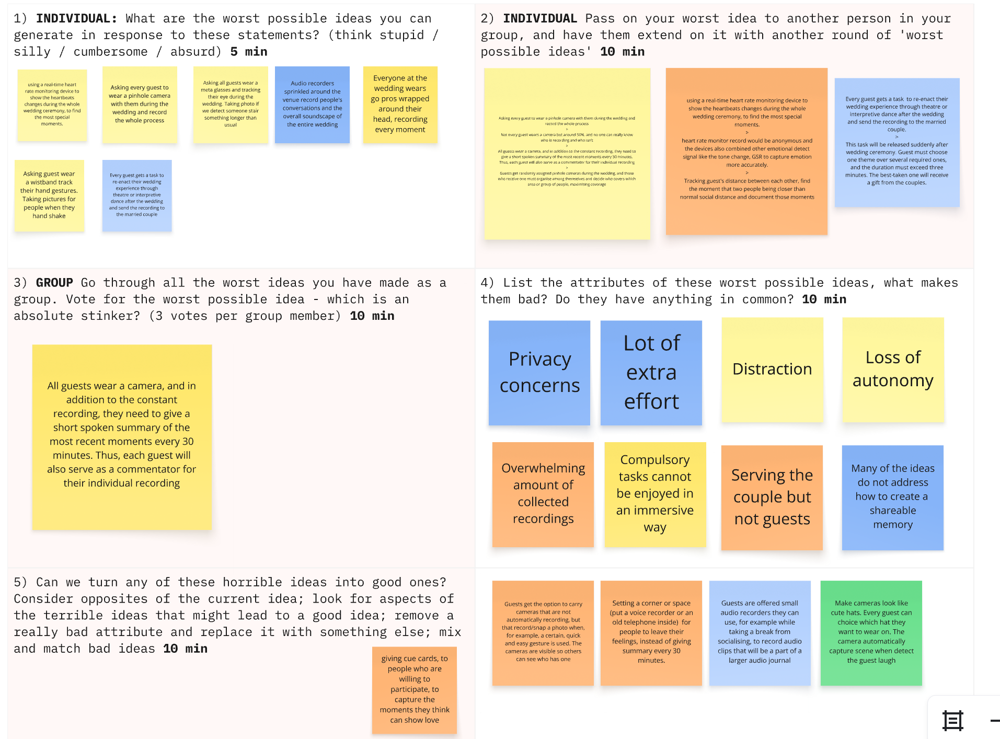 1) INDIVIDUAL: What are the worst possible ideas you can
generate in response to these statements? (think stupid /
silly / cumbersome / absurd) 5 min
using a real-time heart
rate monitoring device to
show the heartbeats
changes during the whole
wedding ceremony, to find
the most special
moments.
Asking every guest to
wear a pinhole camera
with them during the
wedding and record
the whole process
Asking all guests wear a
meta glasses and tracking
their eye during the
wedding. Taking photo if
we detect someone stair
something longer than
usual
Audio recorders
sprinkled around the
venue record people's
conversations and the
overall soundscape of
the entire wedding
Everyone at the
wedding wears
go pros wrapped
around their
head, recording
every moment
Asking guest wear
a wistband track
their hand gestures.
Taking pictures for
people when they
hand shake
Every guest gets a task to
re-enact their wedding
experience through
theatre or interpretive
dance after the wedding
and send the recording to
the married couple
2) INDIVIDUAL Pass on your worst idea to another person in your
group, and have them extend on it with another round of 'worst
possible ideas' 10 min
Asking every guest to wear a pinhole camera with them during the wedding and
record the whole process
>
Not every guest wears a camera but around 50%, and no one can really know
who is recording and who isn't
>
All guests wear a camera, and in addition to the constant recording, they need to
give a short spoken summary of the most recent moments every 30 minutes.
Thus, each guest will also serve as a commentator for their individual recording
>
Guests get randomly assigned pinhole cameras during the wedding, and those
who receive one must organise among themselves and decide who covers which
area or group of people, maximising coverage
using a real-time heart rate monitoring device to
show the heartbeats changes during the whole
wedding ceremony, to find the most special
moments.
>
heart rate monitor record would be anonymous and
the devices also combined other emotional detect
signal like the tone change, GSR to capture emotion
more accurately.
>
Tracking guest's distance between each other, find
the moment that two people being closer than
normal social distance and document those moments
Every guest gets a task to re-enact their
wedding experience through theatre or
interpretive dance after the wedding
and send the recording to the married
couple.
>
This task will be released suddenly after
wedding ceremony. Guest must choose
one theme over several required ones,
and the duration must exceed three
minutes. The best-taken one will receive
a gift from the couples.
3) GROUP Go through all the worst ideas you have made as a
group. Vote for the worst possible idea - which is an
absolute stinker? (3 votes per group member) 10 min
All guests wear a camera, and in
addition to the constant
recording, they need to give a
short spoken summary of the
most recent moments every 30
minutes. Thus, each guest will
also serve as a commentator for
their individual recording
4) List the attributes of these worst possible ideas, what makes
them bad? Do they have anything in common? 10 min
Privacy
concerns
Lot of
extra
effort
Distraction
Loss of
autonomy
Overwhelming
amount of
collected
recordings
Compulsory
tasks cannot
be enjoyed in
an immersive
way
Serving the
couple but
not guests
Many of the ideas
do not address
how to create a
shareable
memory
5) Can we turn any of these horrible ideas into good ones?
Consider opposites of the current idea; look for aspects of
the terrible ideas that might lead to a good idea; remove a
really bad attribute and replace it with something else; mix
and match bad ideas 10 min
giving cue cards, to
people who are
willing to
participate, to
capture the
moments they think
can show love
Guests get the option to carry
cameras that are not
automatically recording, but
that record/snap a photo when,
for example, a certain, quick
and easy gesture is used. The
cameras are visible so others
can see who has one
Setting a corner or space
(put a voice recorder or an
old telephone inside) for
people to leave their
feelings, instead of giving
summary every 30
minutes.
Guests are offered small
audio recorders they can
use, for example while
taking a break from
socialising, to record audio
clips that will be a part of a
larger audio journal
Make cameras look like
cute hats. Every guest can
choice which hat they
want to wear on. The
camera automatically
capture scene when detect
the guest laugh